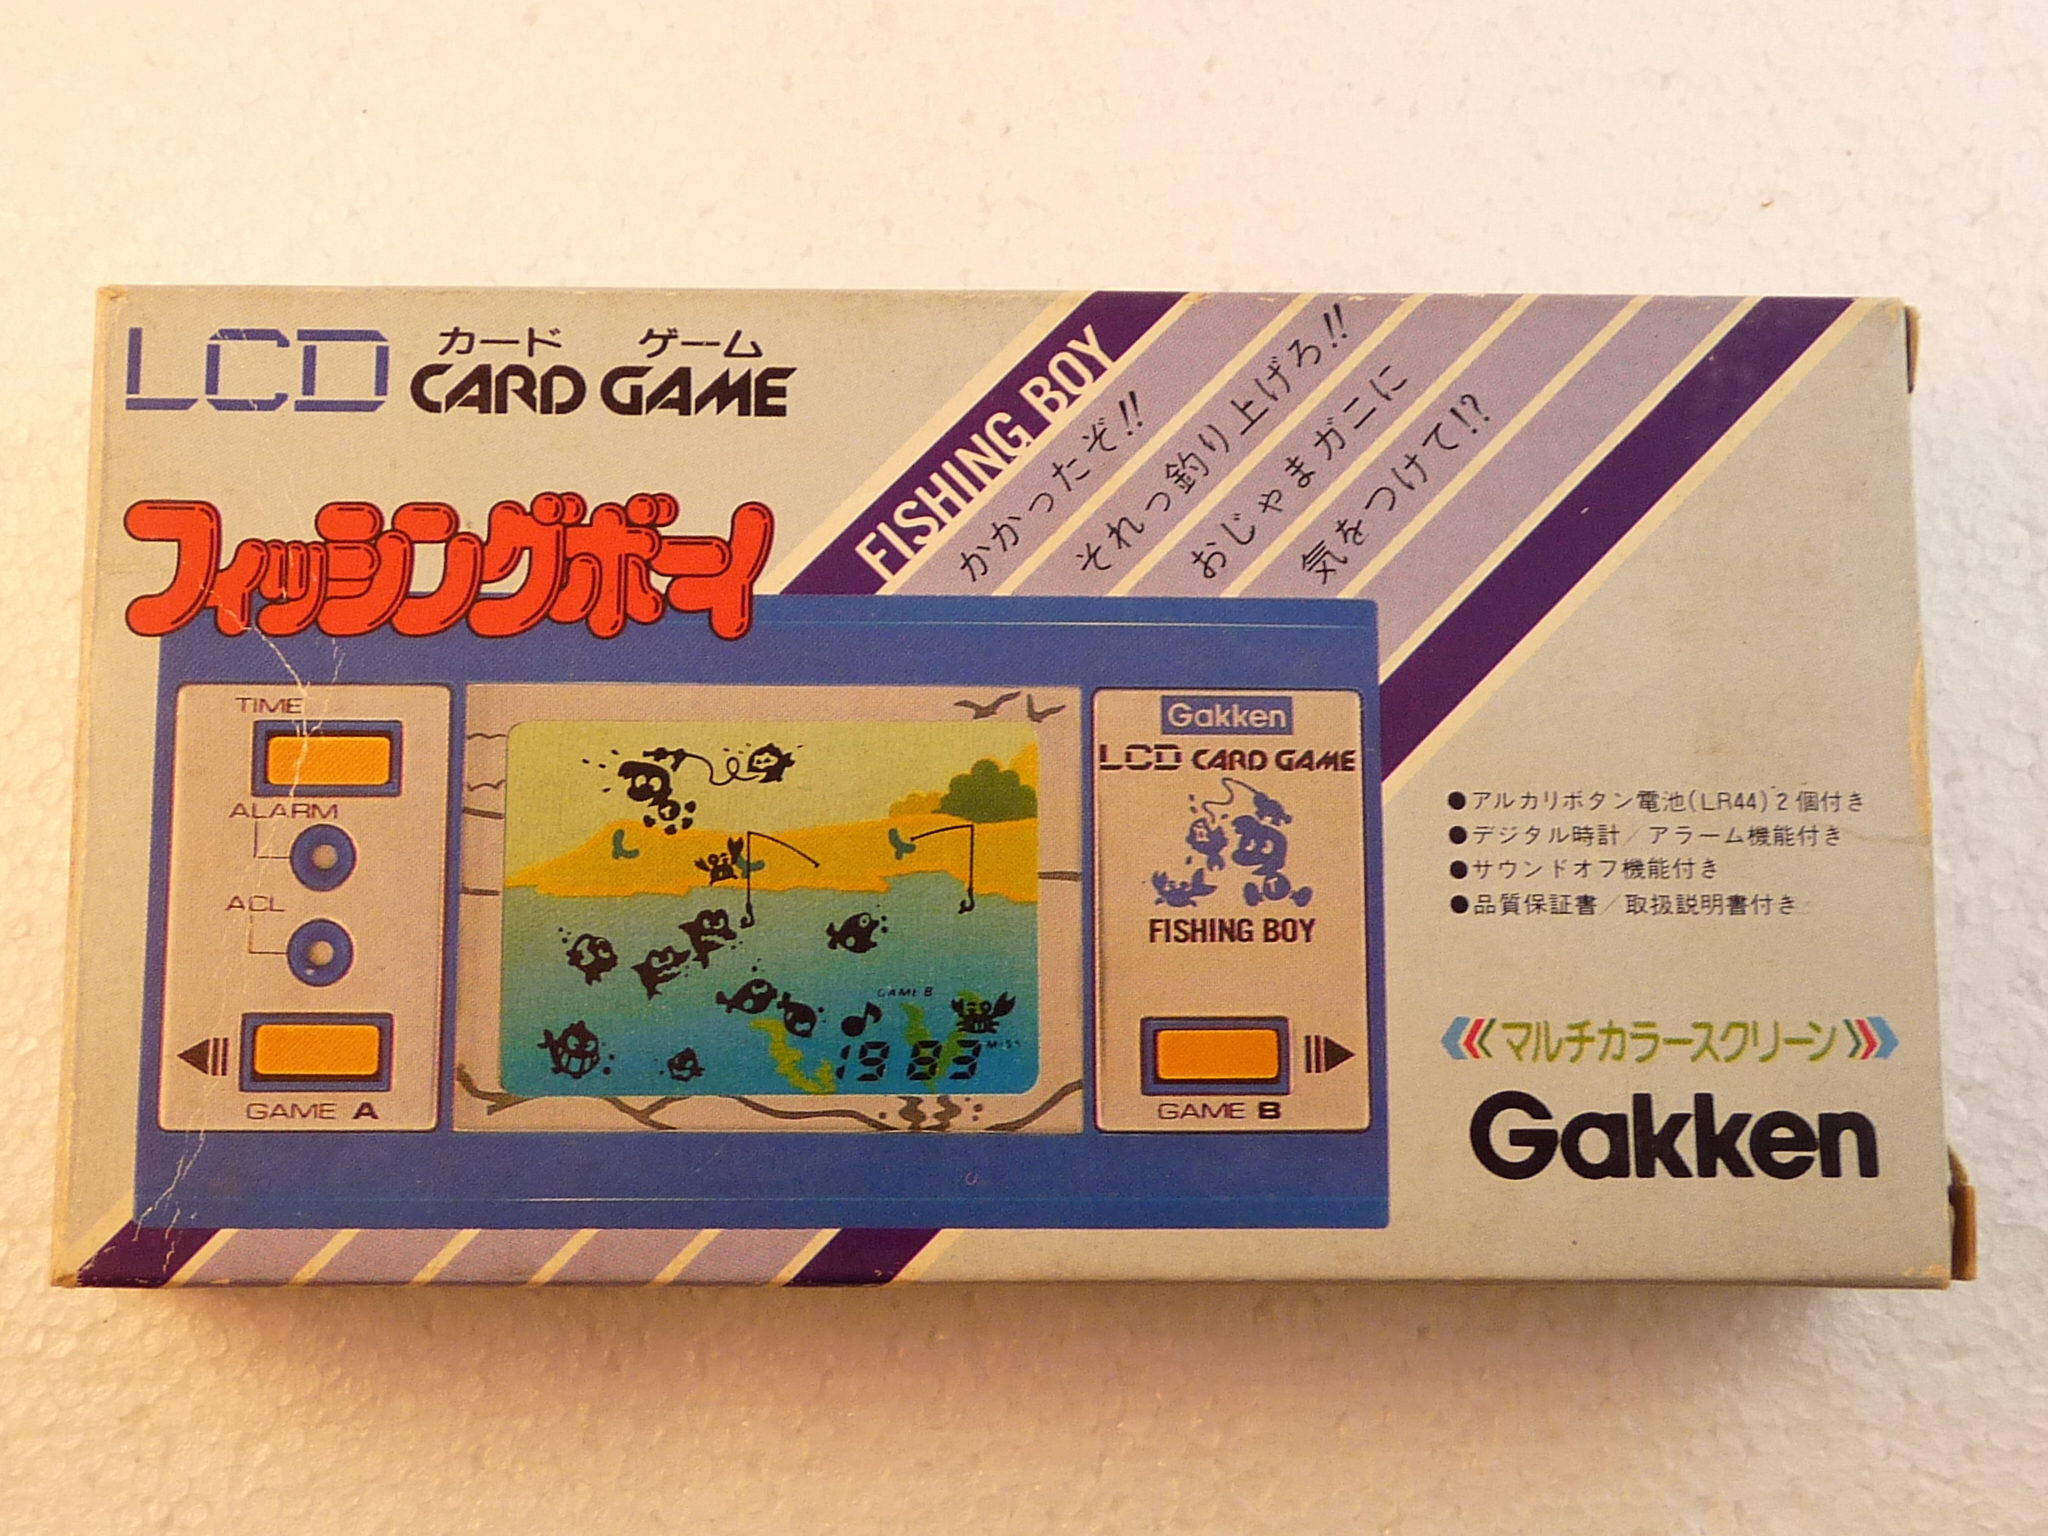 LCD カード ゲーム
CARD GAME
フィッシングボーイ
FISHING BOY
かかったぞ!!
それっ釣り上げろ!!
おじゃまガニに
気をつけて!?
TIME
ALARM
ACL
GAME A
GAME B
19 83
MISS
Gakken
LCD CARD GAME
FISHING BOY
GAME B
●アルカリボタン電池(LR44)2個付き
●デジタル時計/アラーム機能付き
●サウンドオフ機能付き
●品質保証書/取扱説明書付き
マルチカラースクリーン
Gakken